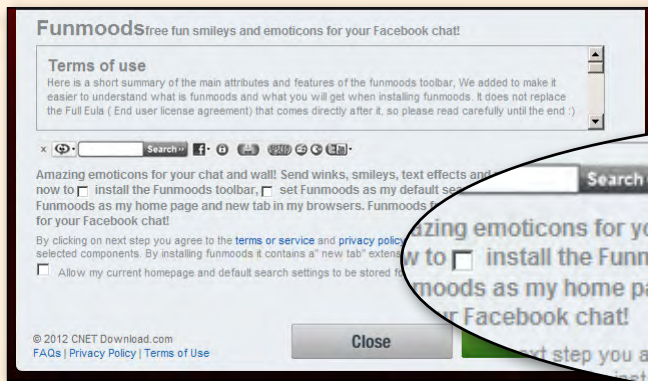 Funmoods free fun smileys and emoticons for your Facebook chat!
Terms of use
Here is a short summary of the main attributes and features of the funmoods toolbar, We added to make it
easier to understand what is funmoods and what you will get when installing funmoods. It does not replace
the Full Eula ( End user license agreement) that comes directly after it, so please read carefully until the end :)
x
Search
Amazing emoticons for your chat and wall! Send winks, smileys, text effects and
now to install the Funmoods toolbar, set Funmoods as my default
Funmoods as my home page and new tab in my browsers. Funmoods
for your Facebook chat!
By clicking on next step you agree to the terms or service and privacy policy
selected components. By installing funmoods it contains a" new tab"
Allow my current homepage and default search settings to be stored
© 2012 CNET Download.com
FAQs | Privacy Policy | Terms of Use
Close
Search
emoticons for
to install the
as my home
Facebook chat!
step you